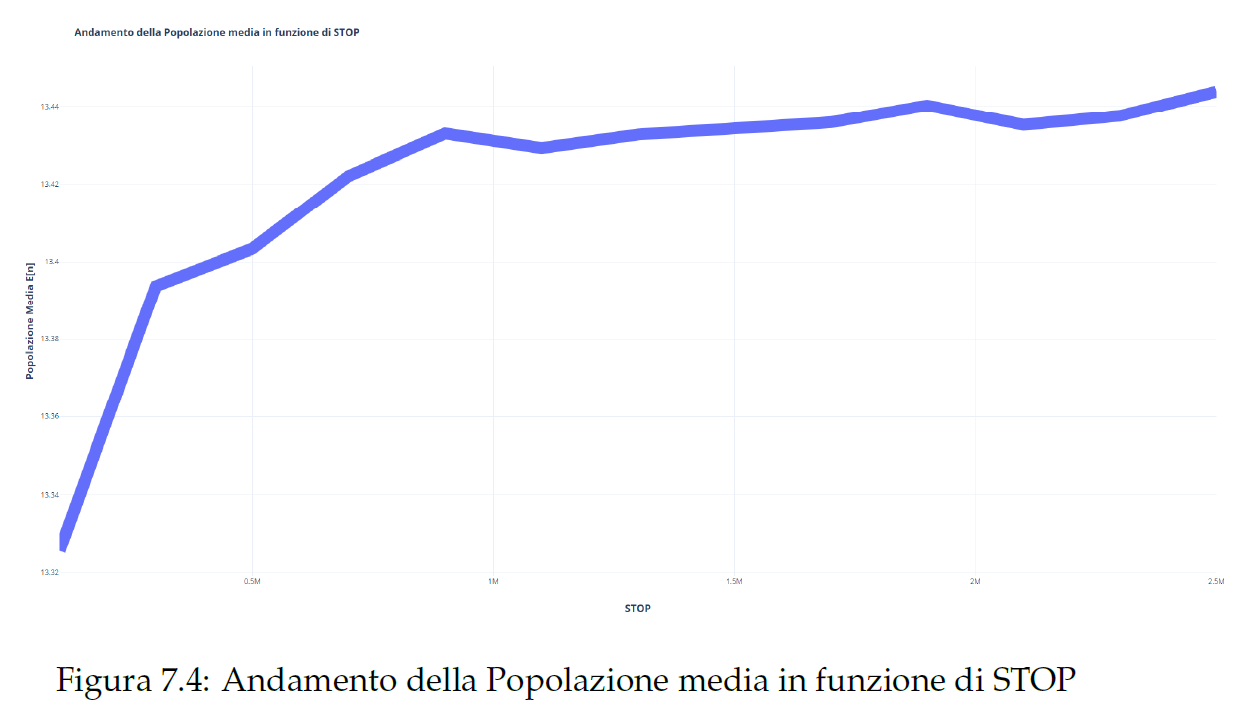 Andamento della Popolazione media in funzione di STOP
13.44
13.42
13.4
13.38
13.36
13.34
13.32
Popolazione Media E[n]
0.5M 1M 1.5M 2M 2.5M
STOP
Figura 7.4: Andamento della Popolazione media in funzione di STOP